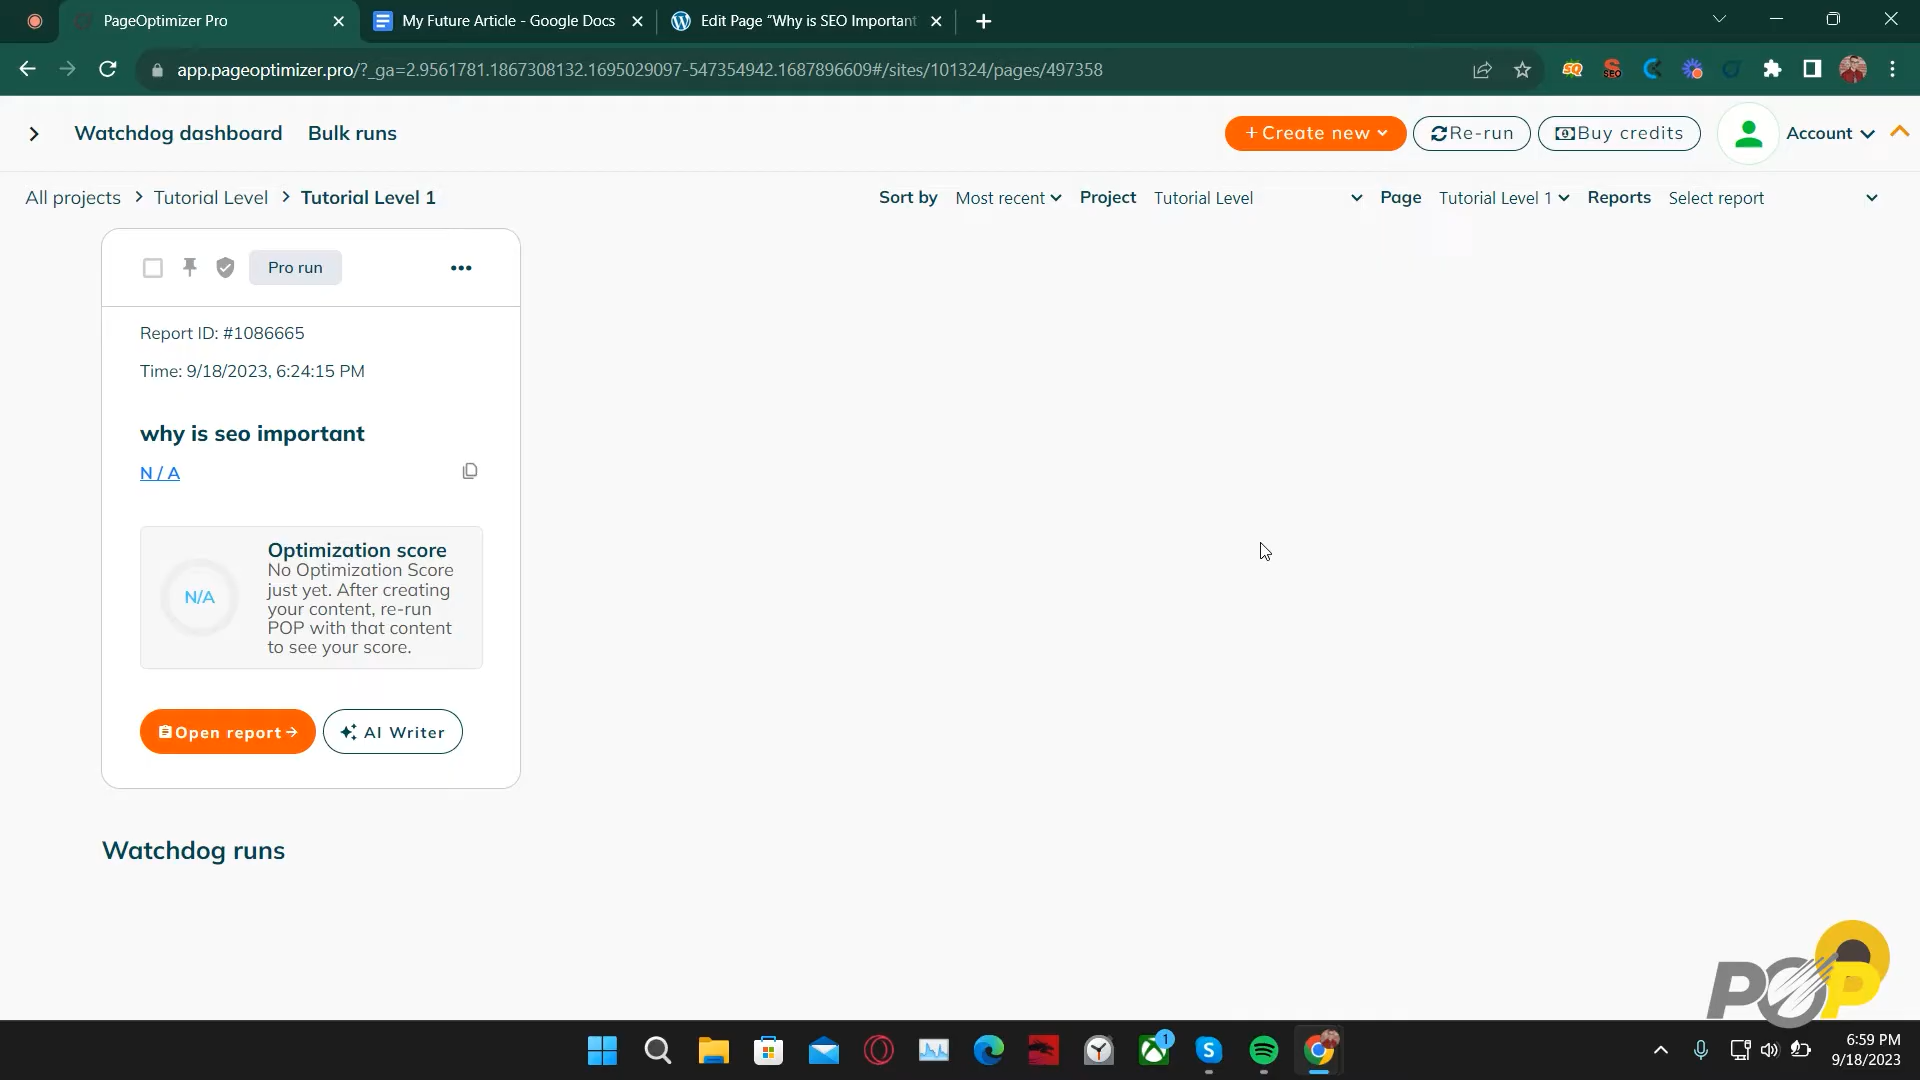 PageOptimizer Pro
My Future Article - Google Docs
Edit Page "Why is SEO Important
app.pageoptimizer.pro/?_ga=2.9561781.1867308132.1695029097-547354942.1687896609#/sites/101324/pages/497358
Watchdog dashboard Bulk runs
+ Create new Re-run Buy credits Account
All projects > Tutorial Level > Tutorial Level 1
Sort by Most recent Project Tutorial Level Page Tutorial Level 1 Reports Select report
Pro run
Report ID: #1086665
Time: 9/18/2023, 6:24:15 PM
why is seo important
N / A
N/A
Optimization score
No Optimization Score
just yet. After creating
your content, re-run
POP with that content
to see your score.
Open report
AI Writer
Watchdog runs
POP
6:59 PM
9/18/2023